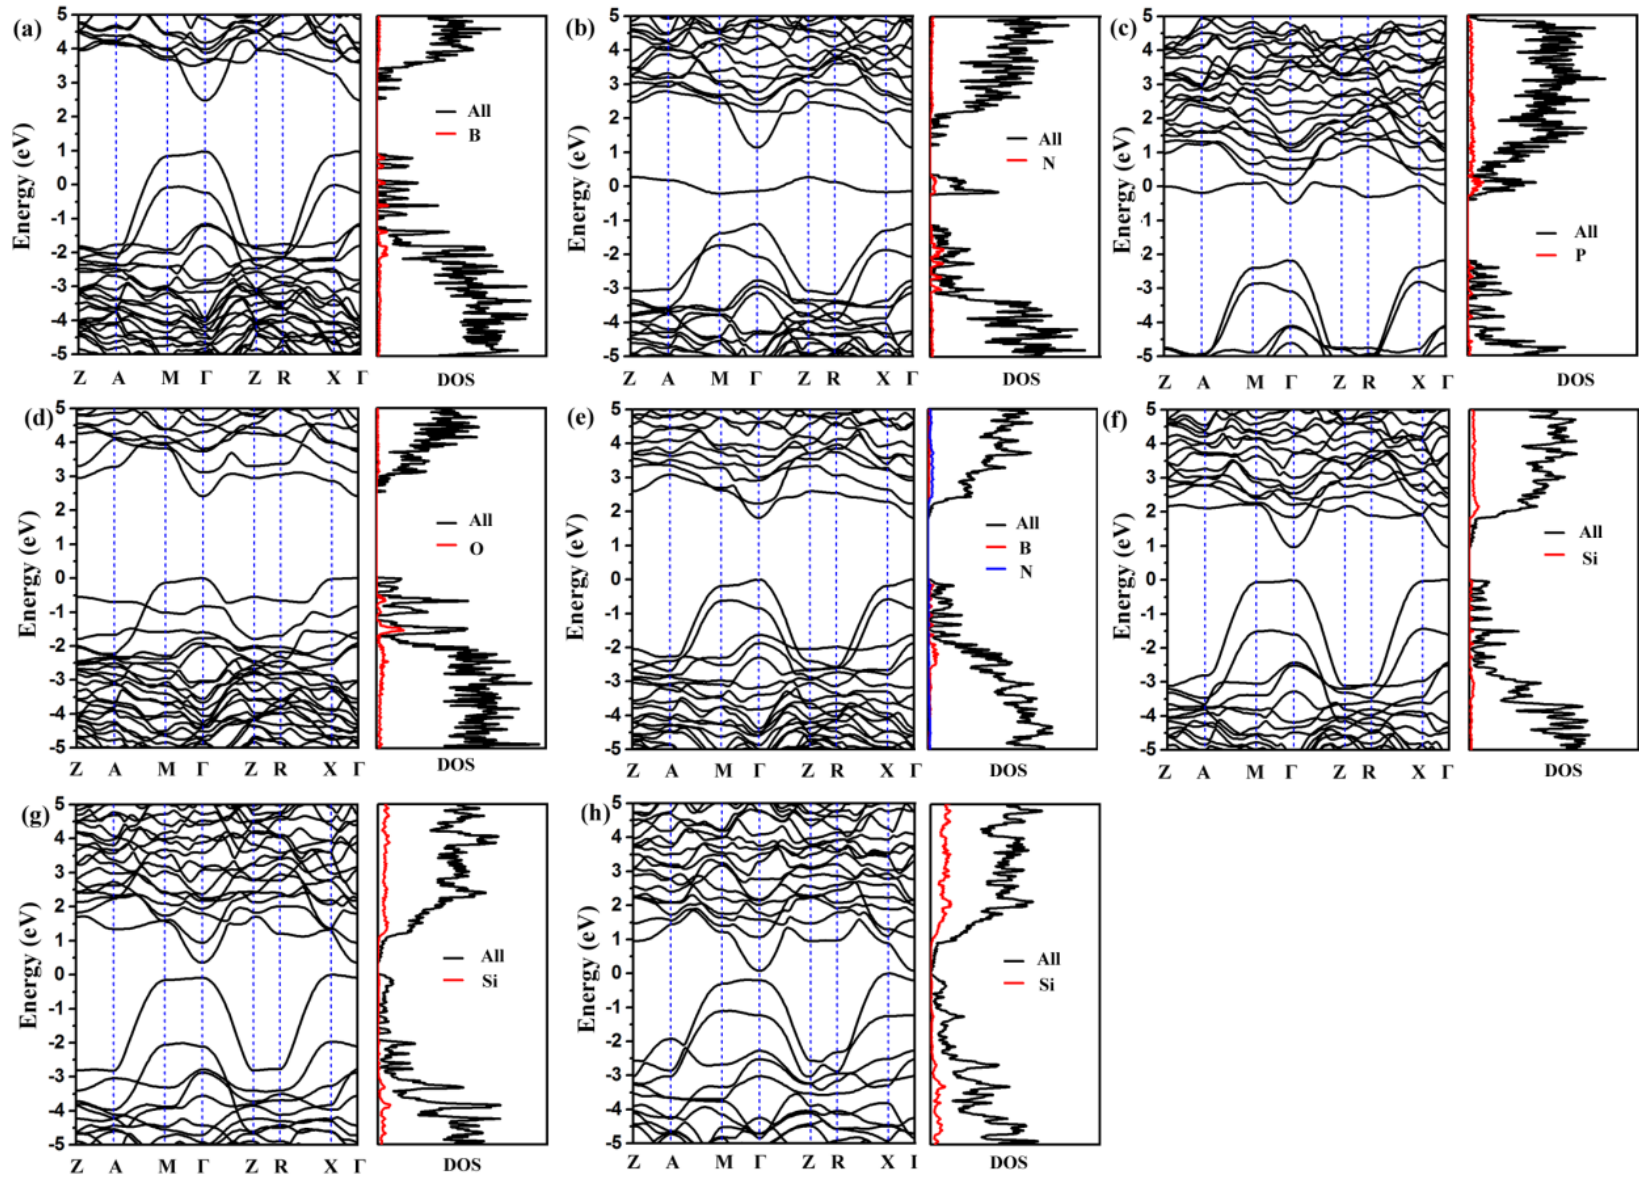 (a)
5
4
3
2
1
0
-1
-2
-3
-4
-5
Energy (eV)
Z A M Γ Z R X Γ
All
B
DOS
(b)
5
4
3
2
1
0
-1
-2
-3
-4
-5
Energy (eV)
Z A M Γ Z R X Γ
All
N
DOS
(c)
5
4
3
2
1
0
-1
-2
-3
-4
-5
Energy (eV)
Z A M Γ Z R X Γ
All
P
DOS
(d)
5
4
3
2
1
0
-1
-2
-3
-4
-5
Energy (eV)
Z A M Γ Z R X Γ
All
O
DOS
(e)
5
4
3
2
1
0
-1
-2
-3
-4
-5
Energy (eV)
Z A M Γ Z R X Γ
All
B
N
DOS
(f)
5
4
3
2
1
0
-1
-2
-3
-4
-5
Energy (eV)
Z A M Γ Z R X Γ
All
Si
DOS
(g)
5
4
3
2
1
0
-1
-2
-3
-4
-5
Energy (eV)
Z A M Γ Z R X Γ
All
Si
DOS
(h)
5
4
3
2
1
0
-1
-2
-3
-4
-5
Energy (eV)
Z A M Γ Z R X
All
Si
DOS